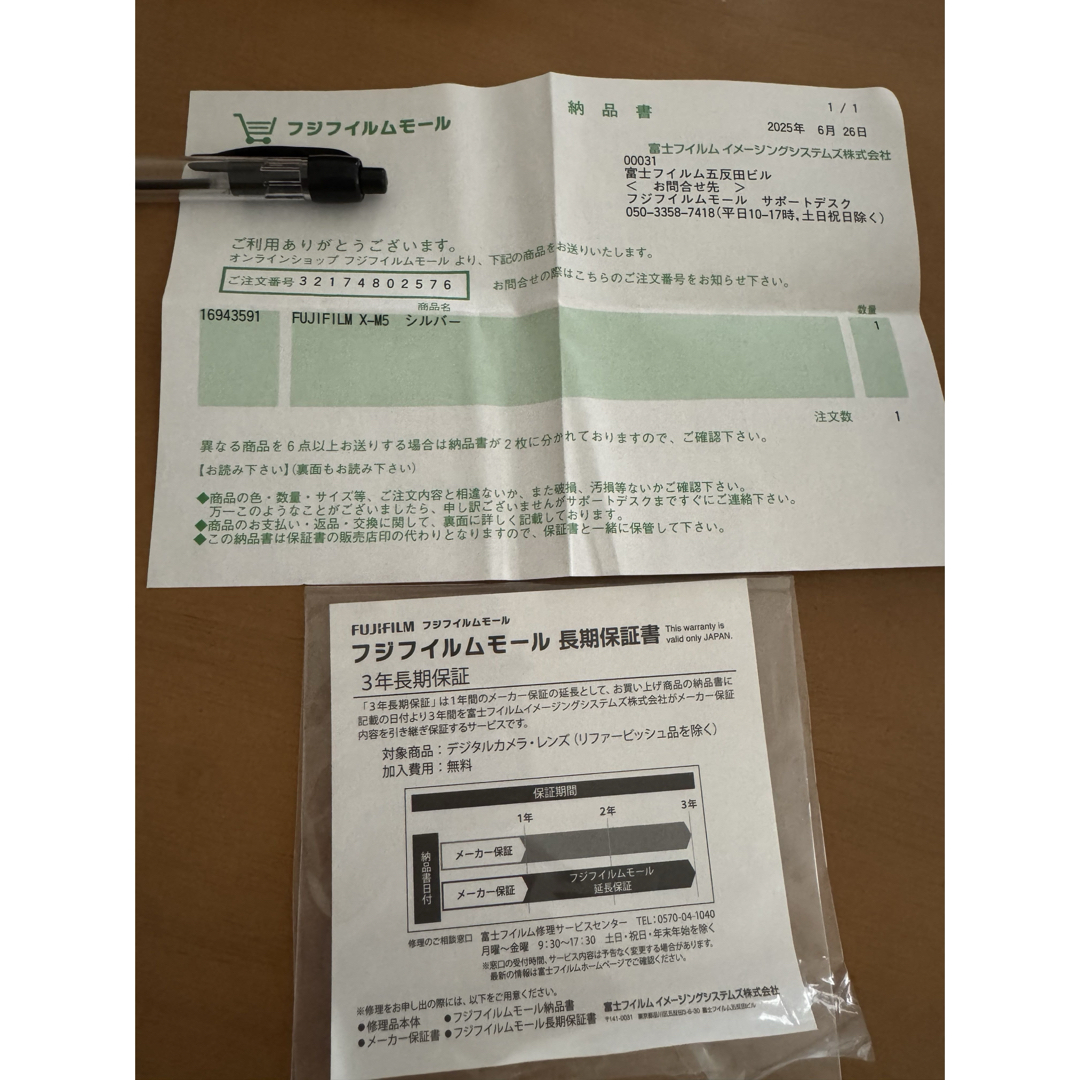 フジフイルムモール
納品書
1/1
2025年 6月 26日
富士フイルム イメージングシステムズ株式会社
00031
富士フイルム五反田ビル
< お問合せ先 >
フジフイルムモール サポートデスク
050-3358-7418(平日10-17時,土日祝日除く)
ご利用ありがとうございます。
オンラインショップ フジフイルムモール より、下記の商品をお送りいたします。
ご注文番号 32174802576
お問合せの際はこちらのご注文番号をお知らせ下さい。
商品名
数量
16943591 FUJIFILM X-M5 シルバー 1
注文数 1
異なる商品を6点以上お送りする場合は納品書が2枚に分かれておりますので、ご確認下さい。
【お読み下さい】(裏面もお読み下さい)
◆商品の色・数量・サイズ等、ご注文内容と相違ないか、また破損、汚損等ないかご確認下さい。
万一このようなことがございましたら、申し訳ございませんがサポートデスクまですぐにご連絡下さい。
◆商品のお支払い・返品・交換に関して、裏面に詳しく記載しております。
◆この納品書は保証書の販売店印の代わりとなりますので、保証書と一緒に保管して下さい。
FUJIFILM フジフイルムモール
フジフイルムモール 長期保証書
This warranty is
valid only JAPAN.
3年長期保証
「3年長期保証」は1年間のメーカー保証の延長として、お買い上げ商品の納品書に
記載の日付より3年間を富士フイルムイメージングシステムズ株式会社がメーカー保証
内容を引き継ぎ保証するサービスです。
対象商品：デジタルカメラ・レンズ(リファービッシュ品を除く)
加入費用：無料
保証期間
1年 2年 3年
納品書日付
メーカー保証
メーカー保証
フジフイルムモール
延長保証
修理のご相談窓口
富士フイルム修理サービスセンター TEL:0570-04-1040
月曜～金曜 9:30～17:30 土日・祝日・年末年始を除く
※窓口の受付時間、サービス内容は予告なく変更する場合があります。
最新の情報は富士フイルムホームページでご確認ください。
※修理をお申し出の際には、以下をご用意ください。
●修理品本体 ●フジフイルムモール納品書
●メーカー保証書 ●フジフイルムモール長期保証書
富士フイルム イメージングシステムズ株式会社
〒141-0031 東京都品川区五反田3-6-30 富士フイルム五反田ビル